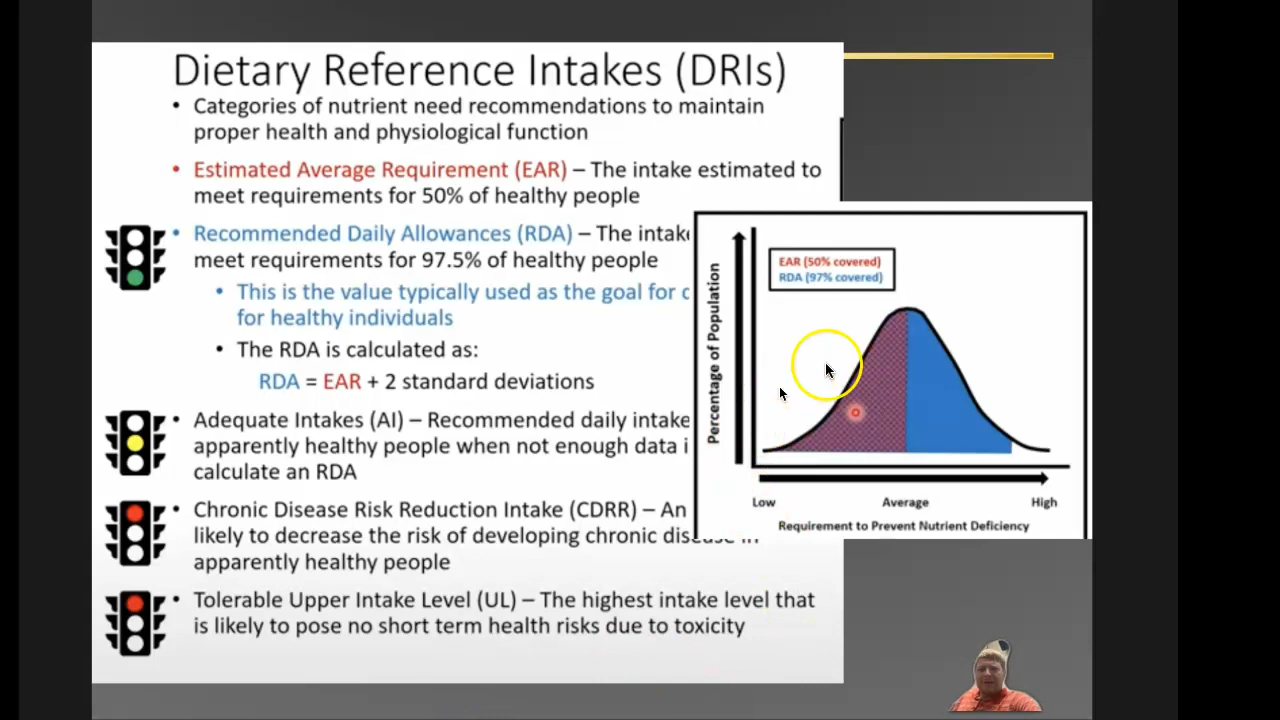 Dietary Reference Intakes (DRIs)
• Categories of nutrient need recommendations to maintain
proper health and physiological function
• Estimated Average Requirement (EAR) – The intake estimated to
meet requirements for 50% of healthy people
• Recommended Daily Allowances (RDA) – The intake
meet requirements for 97.5% of healthy people
• This is the value typically used as the goal for
for healthy individuals
• The RDA is calculated as:
RDA = EAR + 2 standard deviations
• Adequate Intakes (AI) – Recommended daily intake
apparently healthy people when not enough data
calculate an RDA
• Chronic Disease Risk Reduction Intake (CDRR) – An
likely to decrease the risk of developing chronic disease in
apparently healthy people
• Tolerable Upper Intake Level (UL) – The highest intake level that
is likely to pose no short term health risks due to toxicity
EAR (50% covered)
RDA (97% covered)
Percentage of Population
Low Average High
Requirement to Prevent Nutrient Deficiency